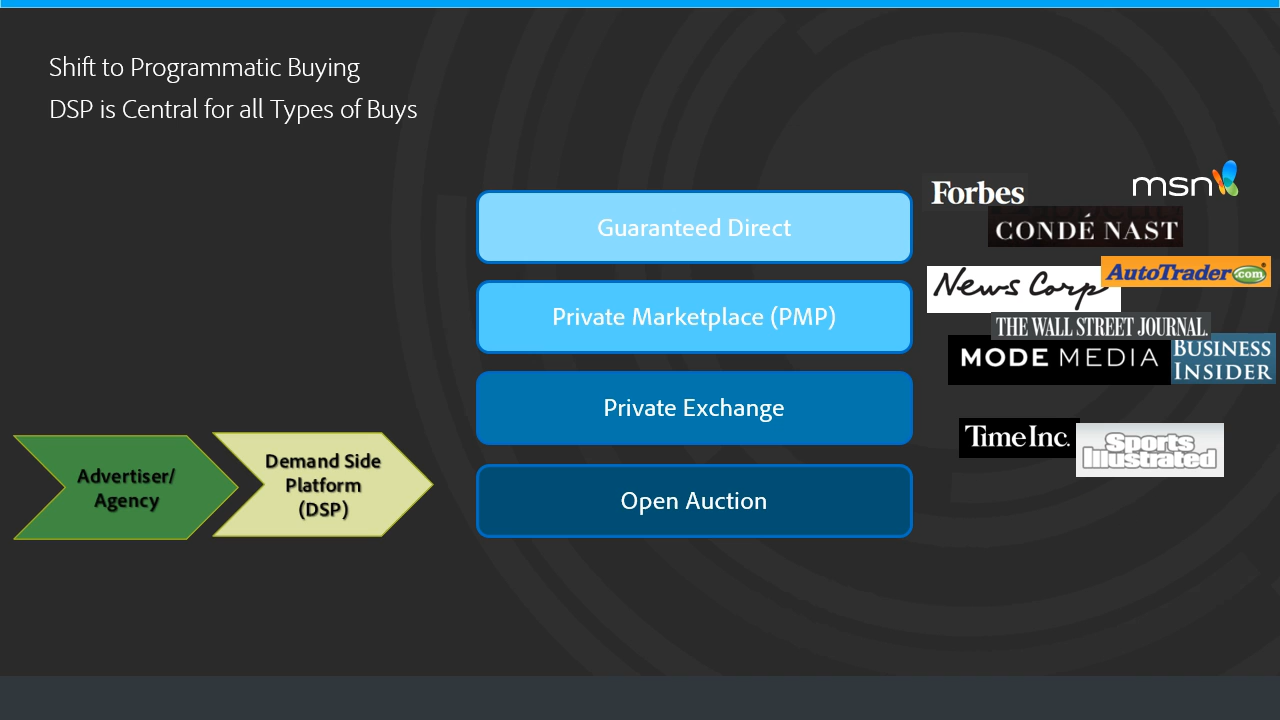 Shift to Programmatic Buying
DSP is Central for all Types of Buys
Guaranteed Direct
Private Marketplace (PMP)
Private Exchange
Open Auction
Advertiser/
Agency
Demand Side
Platform
(DSP)
Forbes
msn
CONDÉ NAST
AutoTrader.com
News Corp
THE WALL STREET JOURNAL.
MODE MEDIA
BUSINESS
INSIDER
Time Inc.
Sports
Illustrated